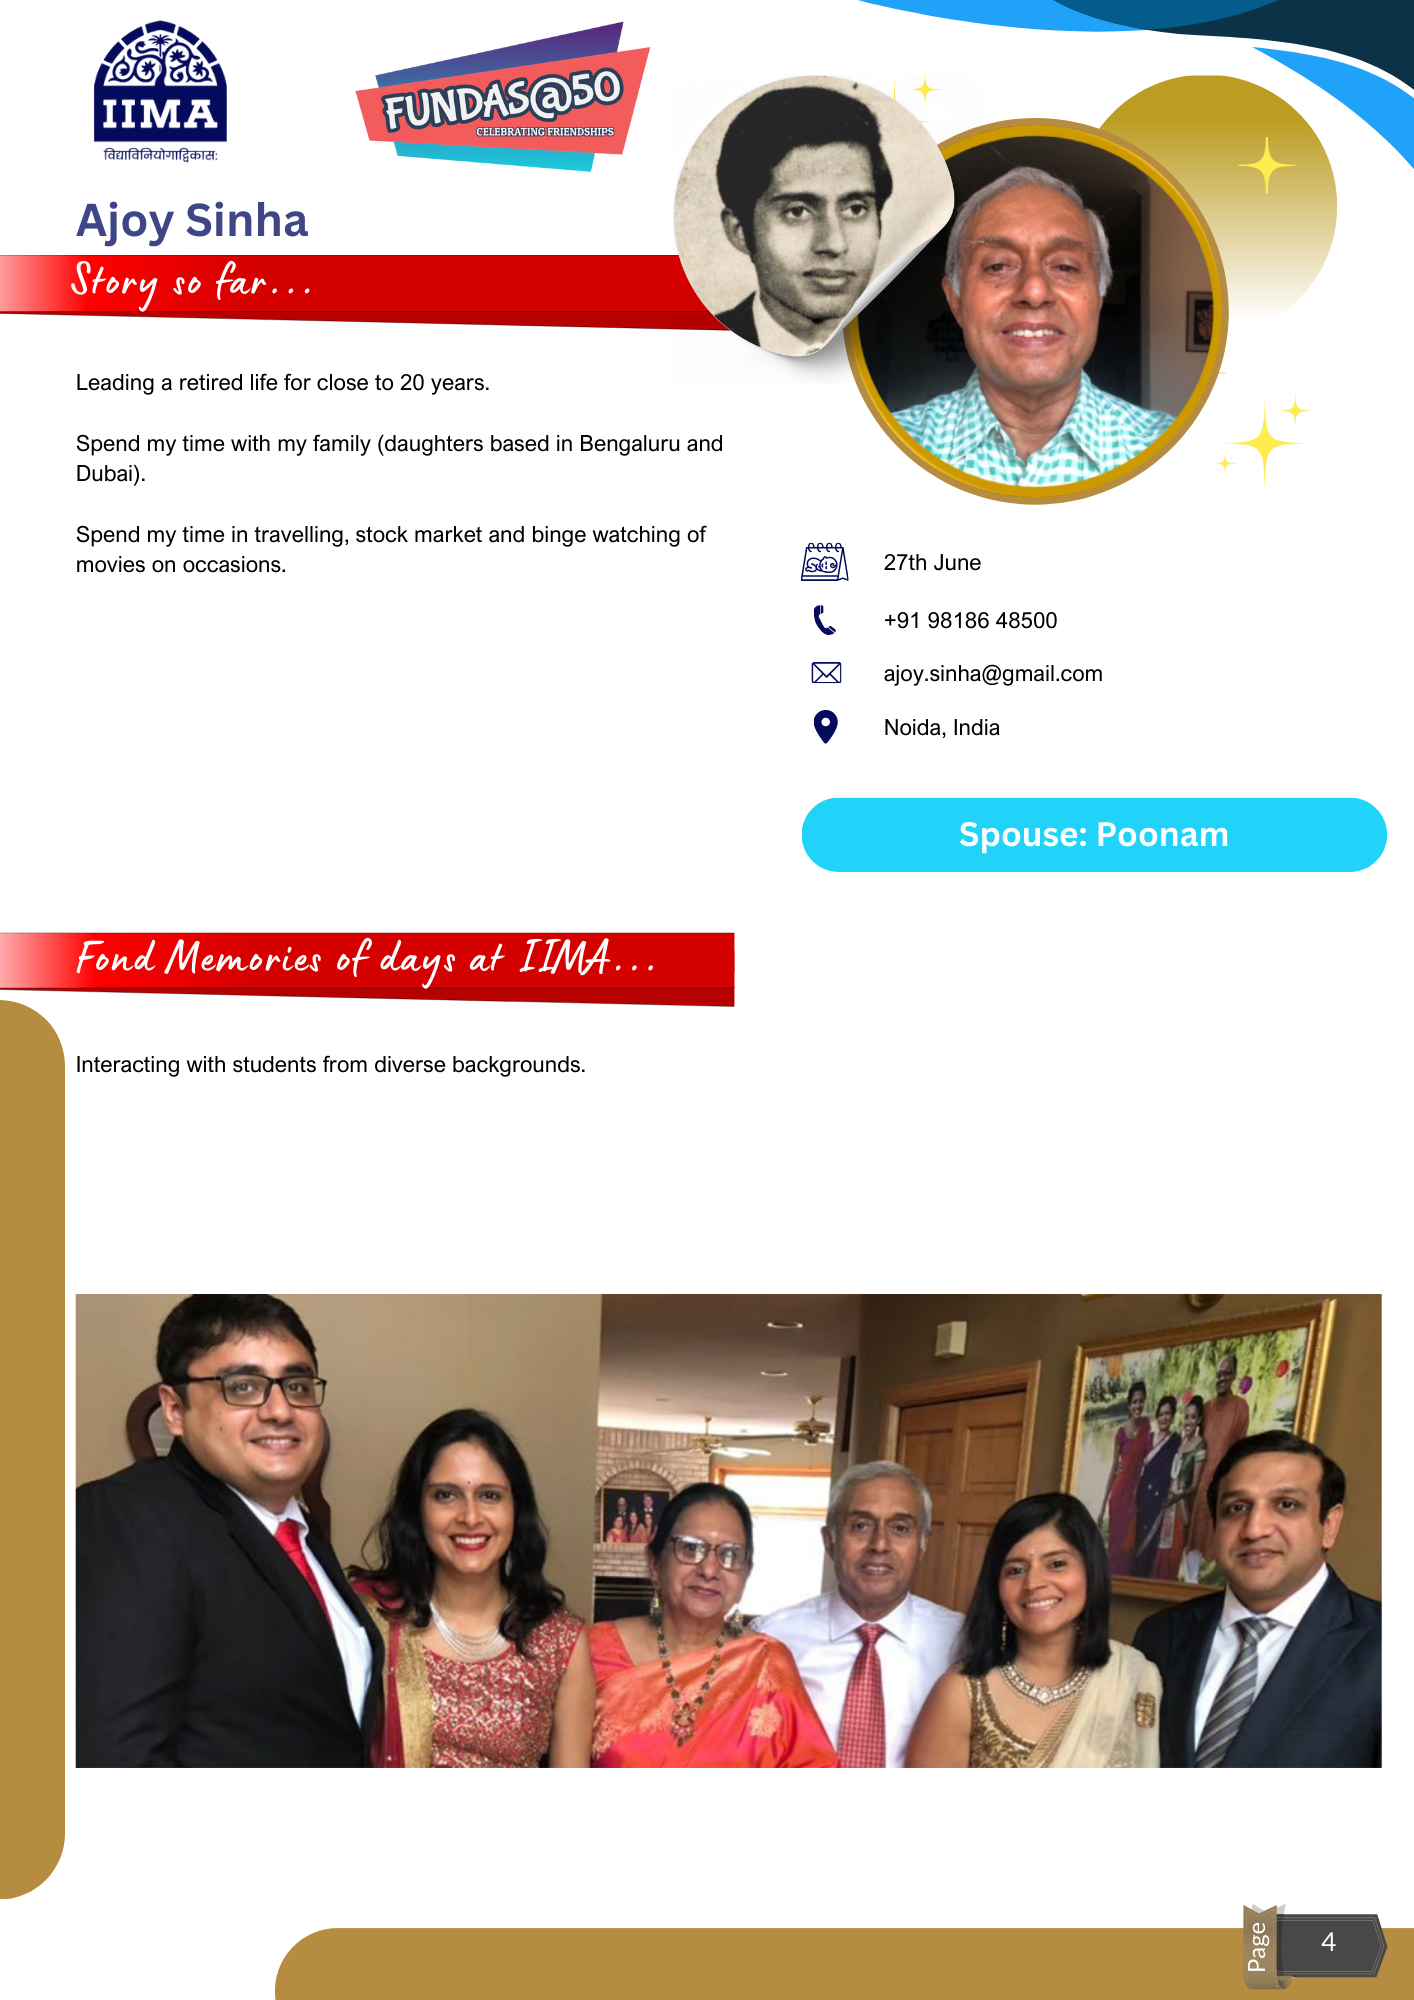 IIMA
विद्याविनियोगाद्विकास:
FUNDAS@50
CELEBRATING FRIENDSHIPS
Ajoy Sinha
Story so far...
Leading a retired life for close to 20 years.
Spend my time with my family (daughters based in Bengaluru and
Dubai).
Spend my time in travelling, stock market and binge watching of
movies on occasions.
27th June
+91 98186 48500
ajoy.sinha@gmail.com
Noida, India
Spouse: Poonam
Fond Memories of days at IIMA...
Interacting with students from diverse backgrounds.
Page
4